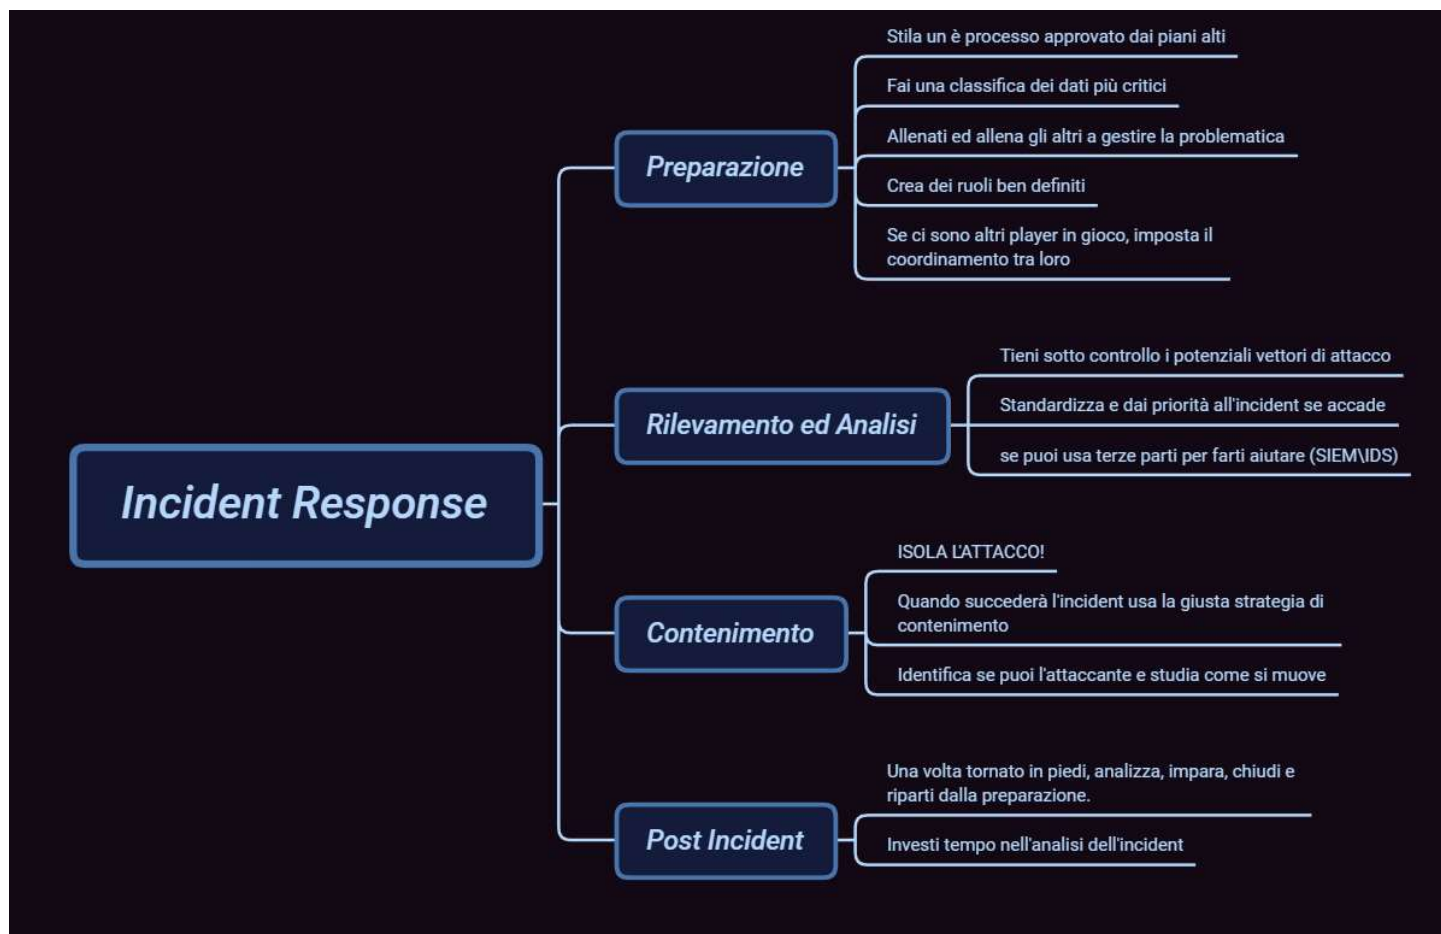 Incident Response
Preparazione
Stila un è processo approvato dai piani alti
Fai una classifica dei dati più critici
Allenati ed allena gli altri a gestire la problematica
Crea dei ruoli ben definiti
Se ci sono altri player in gioco, imposta il
coordinamento tra loro
Rilevamento ed Analisi
Tieni sotto controllo i potenziali vettori di attacco
Standardizza e dai priorità all'incident se accade
se puoi usa terze parti per farti aiutare (SIEM\IDS)
Contenimento
ISOLA L'ATTACCO!
Quando succederà l'incident usa la giusta strategia di
contenimento
Identifica se puoi l'attaccante e studia come si muove
Post Incident
Una volta tornato in piedi, analizza, impara, chiudi e
riparti dalla preparazione.
Investi tempo nell'analisi dell'incident